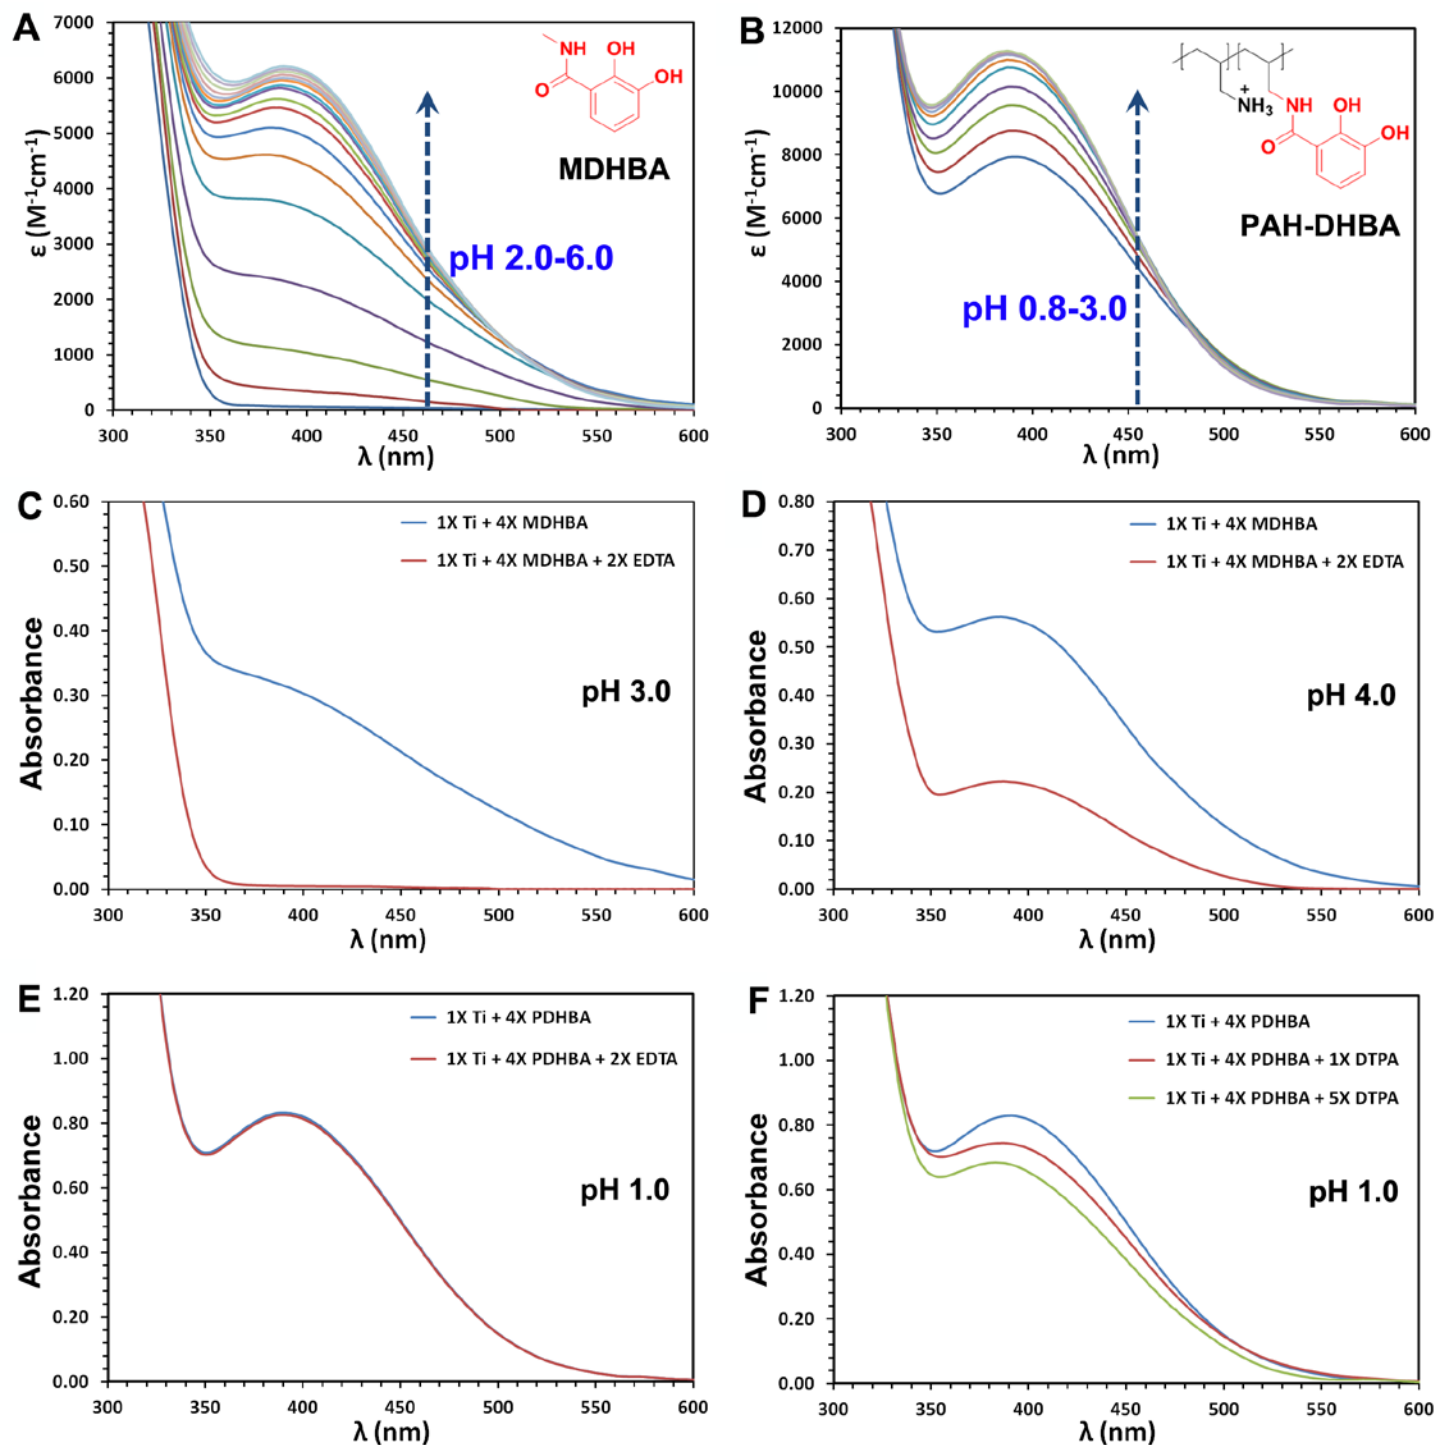 A
7000
6000
5000
4000
3000
2000
1000
0
ε (M⁻¹cm⁻¹)
300 350 400 450 500 550 600
λ (nm)
NH OH
OH
O
MDHBA
pH 2.0-6.0
B
12000
10000
8000
6000
4000
2000
0
ε (M⁻¹cm⁻¹)
300 350 400 450 500 550 600
λ (nm)
+
NH₃ NH OH
OH
O
PAH-DHBA
pH 0.8-3.0
C
0.60
0.50
0.40
0.30
0.20
0.10
0.00
Absorbance
300 350 400 450 500 550 600
λ (nm)
1X Ti + 4X MDHBA
1X Ti + 4X MDHBA + 2X EDTA
pH 3.0
D
0.80
0.70
0.60
0.50
0.40
0.30
0.20
0.10
0.00
Absorbance
300 350 400 450 500 550 600
λ (nm)
1X Ti + 4X MDHBA
1X Ti + 4X MDHBA + 2X EDTA
pH 4.0
E
1.20
1.00
0.80
0.60
0.40
0.20
0.00
Absorbance
300 350 400 450 500 550 600
λ (nm)
1X Ti + 4X PDHBA
1X Ti + 4X PDHBA + 2X EDTA
pH 1.0
F
1.20
1.00
0.80
0.60
0.40
0.20
0.00
Absorbance
300 350 400 450 500 550 600
λ (nm)
1X Ti + 4X PDHBA
1X Ti + 4X PDHBA + 1X DTPA
1X Ti + 4X PDHBA + 5X DTPA
pH 1.0